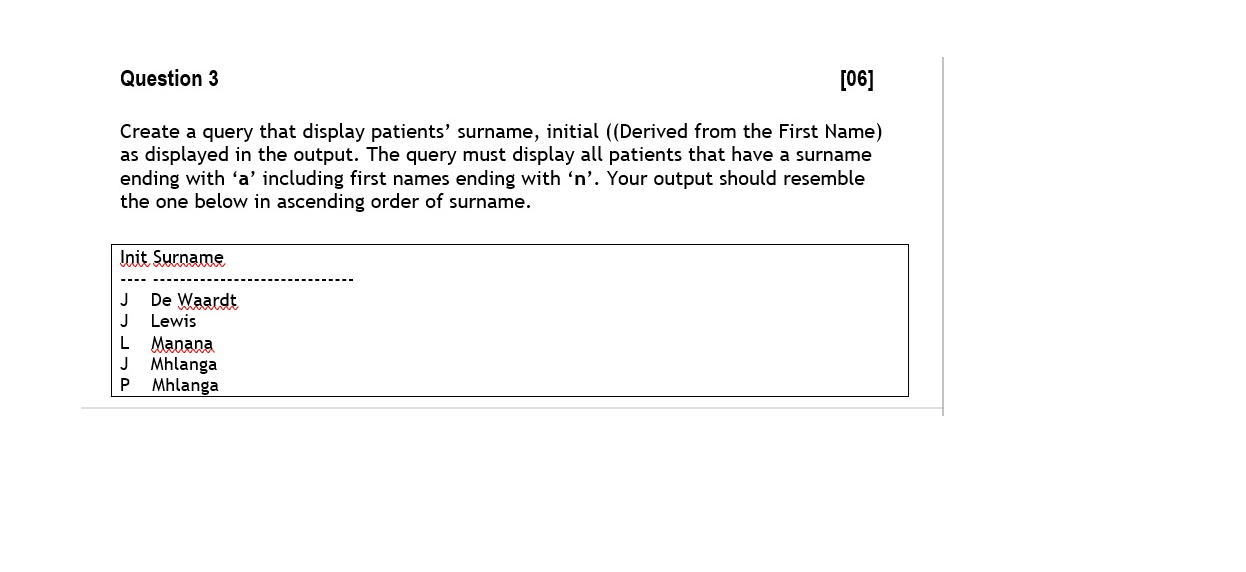 Question 3 [06]
Create a query that display patients’ surname, initial ((Derived from the First Name)
as displayed in the output. The query must display all patients that have a surname
ending with ‘a’ including first names ending with ‘n’. Your output should resemble
the one below in ascending order of surname.
Init Surname
---- ------------------------------
J De Waardt
J Lewis
L Manana
J Mhlanga
P Mhlanga